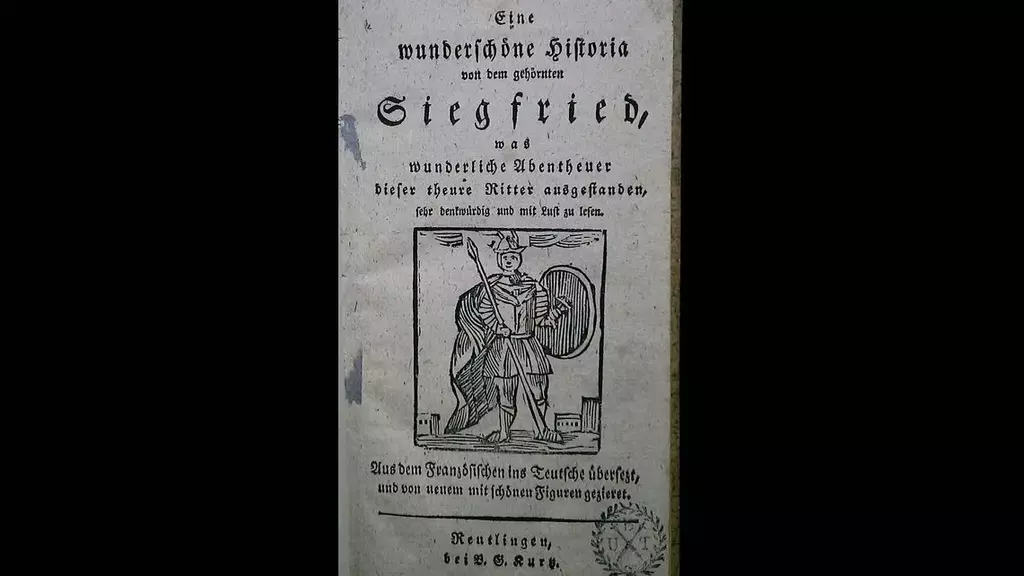 Eine
wunderschöne Historia
von dem gehörnten
Siegfried,
was
wunderliche Abentheuer
dieser theure Ritter ausgestanden,
sehr denkwürdig und mit Lust zu lesen.
Aus dem Französischen ins Teutsche übersezt,
und von neuem mit schönen Figuren gezieret.
Reutlingen,
bei B. G. Kurtz.